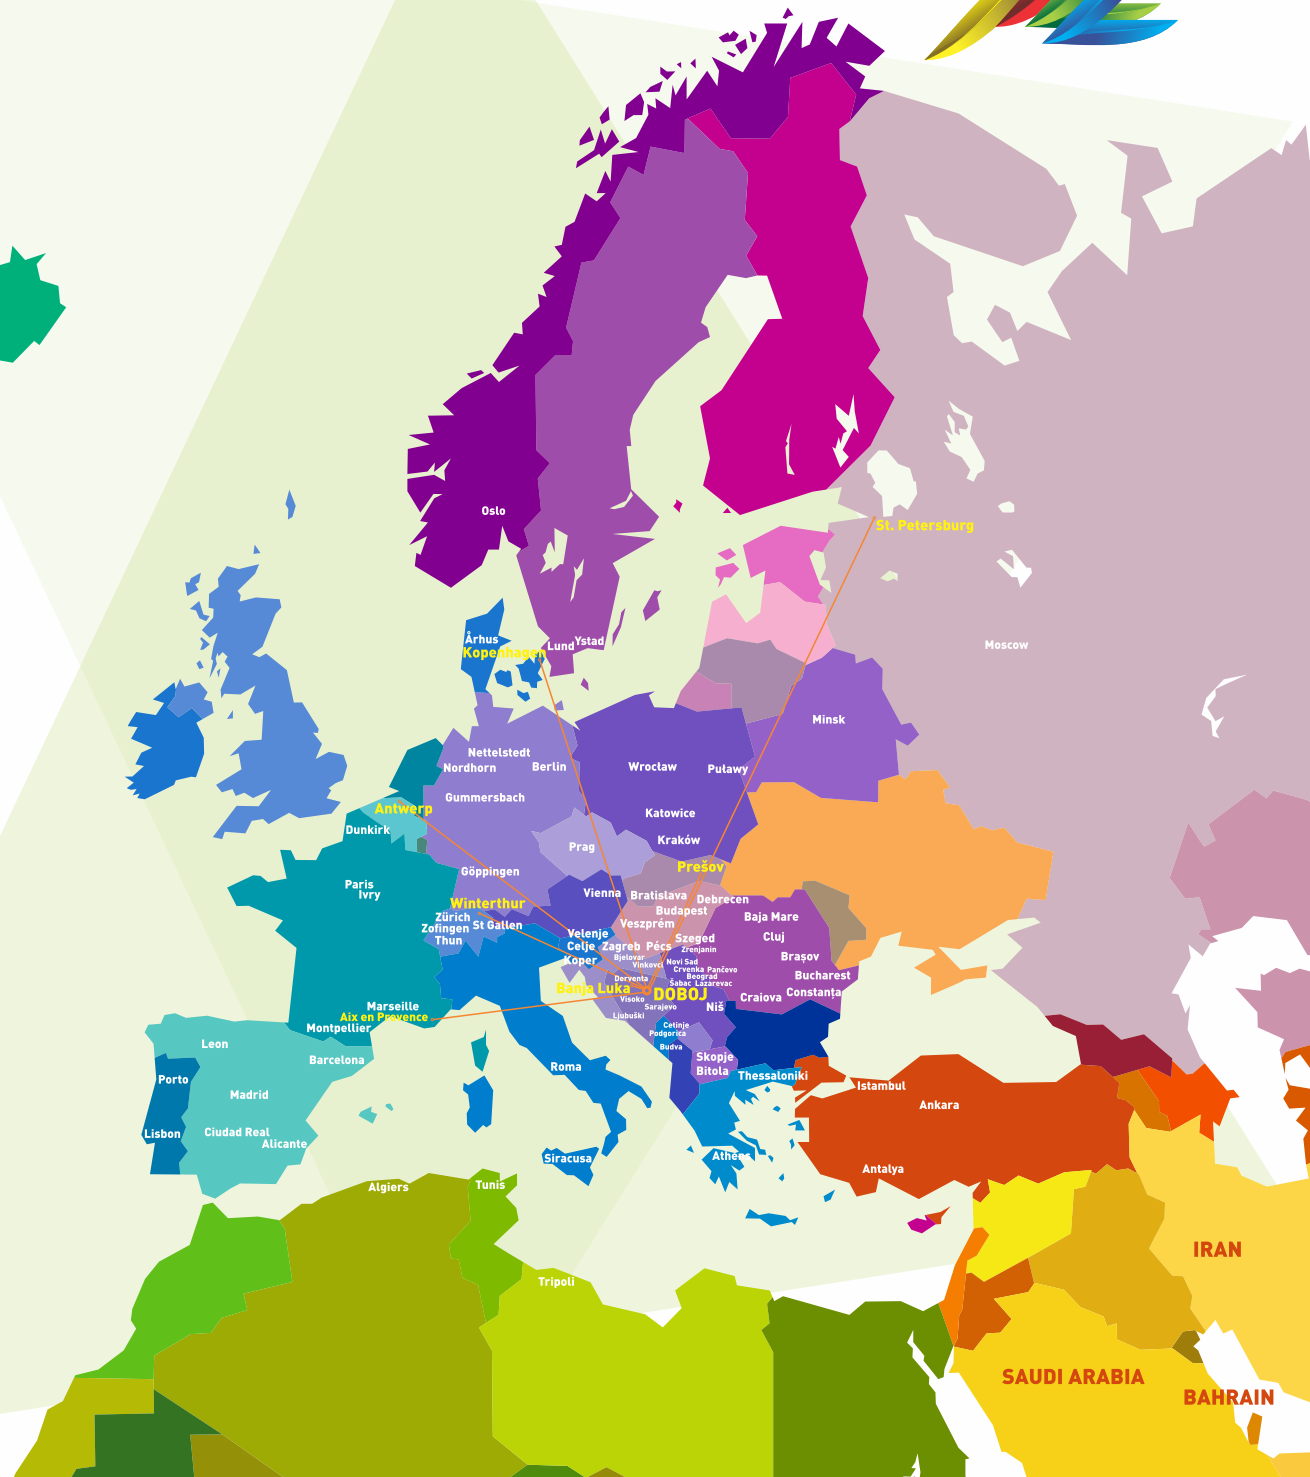 Oslo
St. Petersburg
Århus
Kopenhagen
Lund
Ystad
Moscow
Minsk
Nettelstedt
Nordhorn
Berlin
Wrocław
Puławy
Gummersbach
Antwerp
Dunkirk
Katowice
Kraków
Prag
Göppingen
Prešov
Paris
Ivry
Vienna
Bratislava
Debrecen
Winterthur
Budapest
Zürich
St Gallen
Zofingen
Thun
Veszprém
Baja Mare
Velenje
Celje
Zagreb
Pécs
Szeged
Cluj
Koper
Bjelovar
Vinkovci
Zrenjanin
Novi Sad
Brașov
Crvenka
Pančevo
Beograd
Bucharest
Derventa
Šabac
Lazarevac
Banja Luka
DOBOJ
Constanța
Craiova
Visoko
Sarajevo
Niš
Ljubuški
Marseille
Aix en Provence
Montpellier
Cetinje
Podgorica
Budva
Skopje
Bitola
Leon
Barcelona
Porto
Madrid
Roma
Thessaloniki
Istambul
Ankara
Lisbon
Ciudad Real
Alicante
Siracusa
Athens
Antalya
Algiers
Tunis
Tripoli
IRAN
SAUDI ARABIA
BAHRAIN